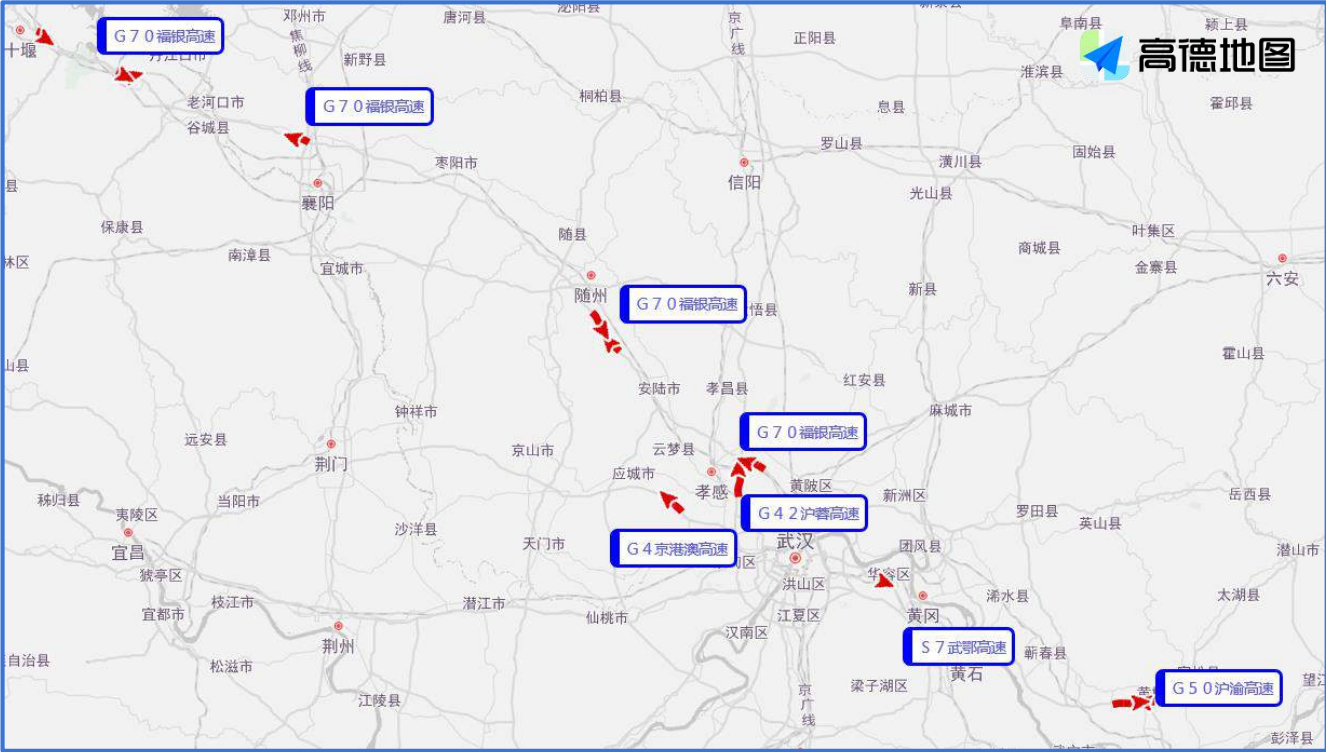 邓州市
唐河县
泌阳县
京广线
阜南县
颍上县
G70福银高速
十堰
丹江口市
焦柳线
新野县
正阳县
高德地图
淮滨县
老河口市
G70福银高速
桐柏县
息县
霍邱县
谷城县
枣阳市
罗山县
潢川县
固始县
信阳
光山县
襄阳
保康县
随县
叶集区
南漳县
宜城市
商城县
金寨县
六安
林区
随州
G70福银高速
悟县
新县
山县
霍山县
安陆市
孝昌县
红安县
钟祥市
麻城市
远安县
G70福银高速
京山市
云梦县
荆门
应城市
孝感
黄陂区
新洲区
岳西县
秭归县
当阳市
夷陵区
G42沪蓉高速
罗田县
英山县
沙洋县
天门市
G4京港澳高速
武汉
团风县
潜山市
宜昌
猇亭区
洪山区
华容区
浠水县
太湖县
枝江市
宜都市
潜江市
仙桃市
江夏区
黄冈
荆州
汉南区
S7武鄂高速
蕲春县
自治县
松滋市
黄石
G50沪渝高速
望江
江陵县
京广线
梁子湖区
彭泽县